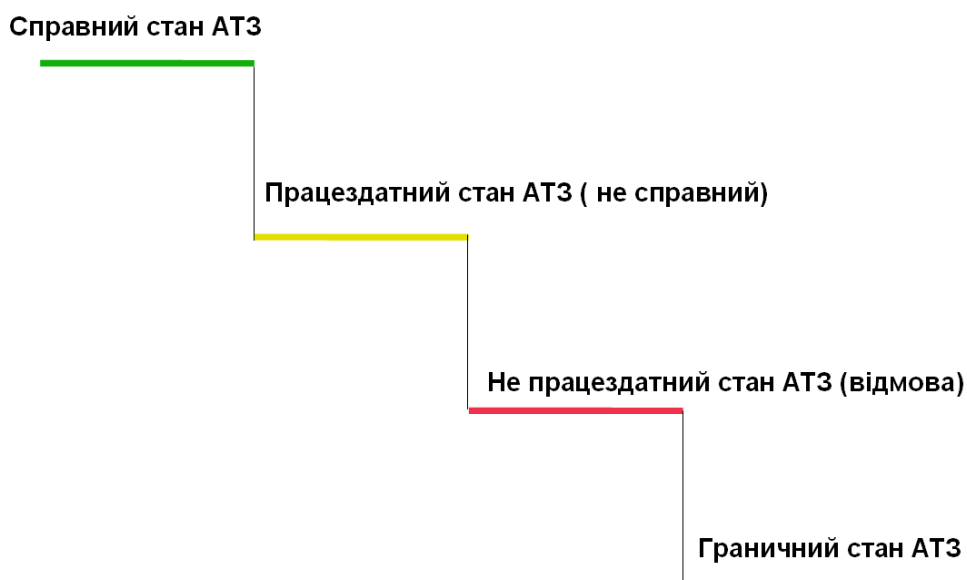 Справний стан АТЗ
Працездатний стан АТЗ ( не справний)
Не працездатний стан АТЗ (відмова)
Граничний стан АТЗ